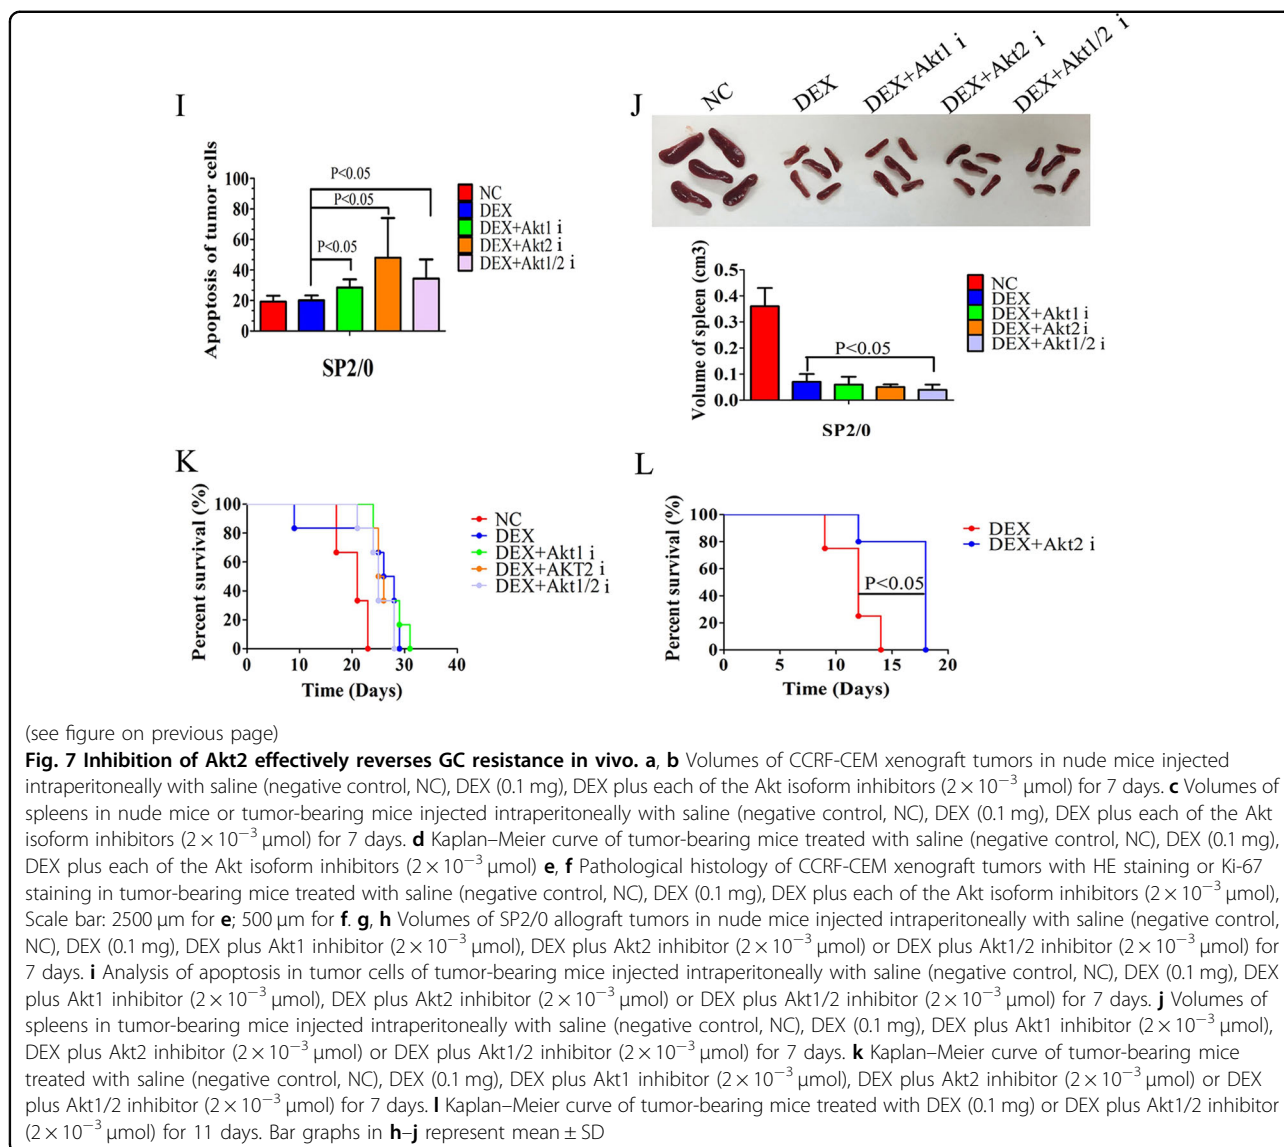 I
Apoptosis of tumor cells
100
80
60
40
20
0
P<0.05
P<0.05
P<0.05
SP2/0
NC
DEX
DEX+Akt1 i
DEX+Akt2 i
DEX+Akt1/2 i
J
NC
DEX
DEX+Akt1 i
DEX+Akt2 i
DEX+Akt1/2 i
Volume of spleen (cm3)
0.5
0.4
0.3
0.2
0.1
0.0
P<0.05
SP2/0
NC
DEX
DEX+Akt1 i
DEX+Akt2 i
DEX+Akt1/2 i
K
Percent survival (%)
100
80
60
40
20
0
0 10 20 30 40
Time (Days)
NC
DEX
DEX+Akt1 i
DEX+AKT2 i
DEX+Akt1/2 i
L
Percent survival (%)
100
80
60
40
20
0
0 5 10 15 20
Time (Days)
P<0.05
DEX
DEX+Akt2 i
(see figure on previous page)
Fig. 7 Inhibition of Akt2 effectively reverses GC resistance in vivo. a, b Volumes of CCRF-CEM xenograft tumors in nude mice injected
intraperitoneally with saline (negative control, NC), DEX (0.1 mg), DEX plus each of the Akt isoform inhibitors (2 × 10⁻³ μmol) for 7 days. c Volumes of
spleens in nude mice or tumor-bearing mice injected intraperitoneally with saline (negative control, NC), DEX (0.1 mg), DEX plus each of the Akt
isoform inhibitors (2 × 10⁻³ μmol) for 7 days. d Kaplan–Meier curve of tumor-bearing mice treated with saline (negative control, NC), DEX (0.1 mg),
DEX plus each of the Akt isoform inhibitors (2 × 10⁻³ μmol) e, f Pathological histology of CCRF-CEM xenograft tumors with HE staining or Ki-67
staining in tumor-bearing mice treated with saline (negative control, NC), DEX (0.1 mg), DEX plus each of the Akt isoform inhibitors (2 × 10⁻³ μmol),
Scale bar: 2500 μm for e; 500 μm for f. g, h Volumes of SP2/0 allograft tumors in nude mice injected intraperitoneally with saline (negative control,
NC), DEX (0.1 mg), DEX plus Akt1 inhibitor (2 × 10⁻³ μmol), DEX plus Akt2 inhibitor (2 × 10⁻³ μmol) or DEX plus Akt1/2 inhibitor (2 × 10⁻³ μmol) for
7 days. i Analysis of apoptosis in tumor cells of tumor-bearing mice injected intraperitoneally with saline (negative control, NC), DEX (0.1 mg), DEX
plus Akt1 inhibitor (2 × 10⁻³ μmol), DEX plus Akt2 inhibitor (2 × 10⁻³ μmol) or DEX plus Akt1/2 inhibitor (2 × 10⁻³ μmol) for 7 days. j Volumes of
spleens in tumor-bearing mice injected intraperitoneally with saline (negative control, NC), DEX (0.1 mg), DEX plus Akt1 inhibitor (2 × 10⁻³ μmol),
DEX plus Akt2 inhibitor (2 × 10⁻³ μmol) or DEX plus Akt1/2 inhibitor (2 × 10⁻³ μmol) for 7 days. k Kaplan–Meier curve of tumor-bearing mice
treated with saline (negative control, NC), DEX (0.1 mg), DEX plus Akt1 inhibitor (2 × 10⁻³ μmol), DEX plus Akt2 inhibitor (2 × 10⁻³ μmol) or DEX
plus Akt1/2 inhibitor (2 × 10⁻³ μmol) for 7 days. l Kaplan–Meier curve of tumor-bearing mice treated with DEX (0.1 mg) or DEX plus Akt1/2 inhibitor
(2 × 10⁻³ μmol) for 11 days. Bar graphs in h–j represent mean ± SD